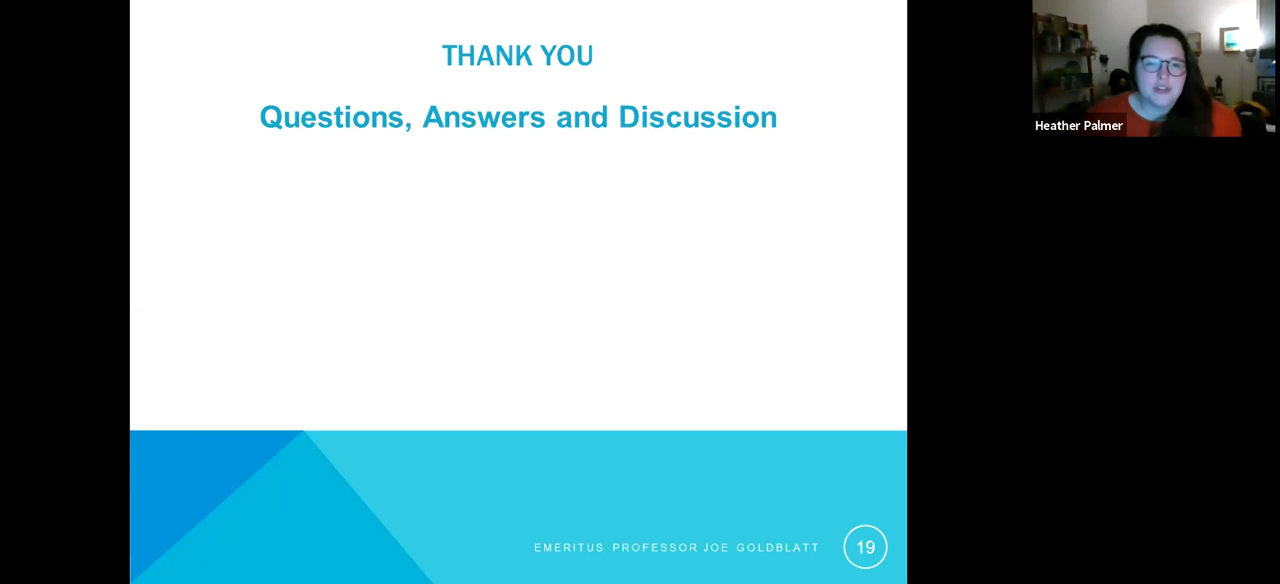 THANK YOU
Questions, Answers and Discussion
Heather Palmer
EMERITUS PROFESSOR JOE GOLDBLATT
19